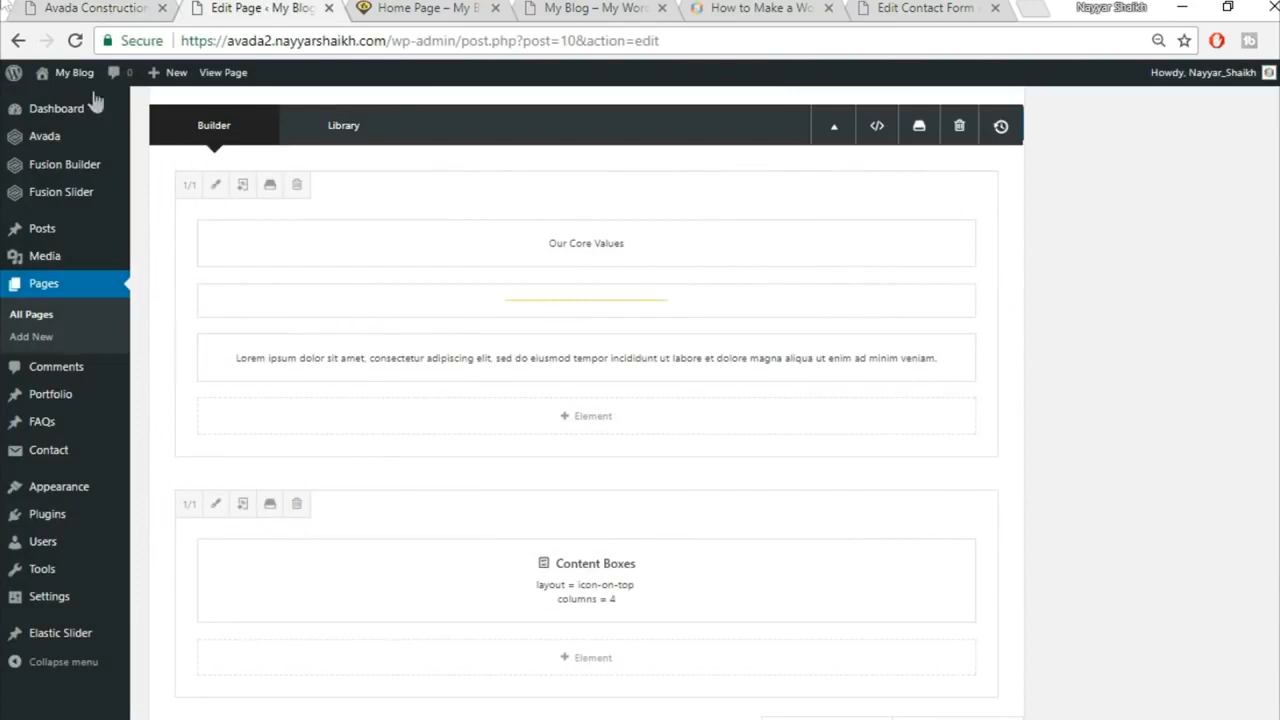 Avada Construction
Edit Page ‹ My Blog
Home Page – My B
My Blog – My Wor
How to Make a Wo
Edit Contact Form
Nayyar Shaikh
Secure
https://avada2.nayyarshaikh.com/wp-admin/post.php?post=10&action=edit
My Blog
0
New
View Page
Howdy, Nayyar_Shaikh
Dashboard
Avada
Fusion Builder
Fusion Slider
Posts
Media
Pages
All Pages
Add New
Comments
Portfolio
FAQs
Contact
Appearance
Plugins
Users
Tools
Settings
Elastic Slider
Collapse menu
Builder
Library
1/1
Our Core Values
Lorem ipsum dolor sit amet, consectetur adipiscing elit, sed do eiusmod tempor incididunt ut labore et dolore magna aliqua ut enim ad minim veniam.
+ Element
1/1
Content Boxes
layout = icon-on-top
columns = 4
+ Element